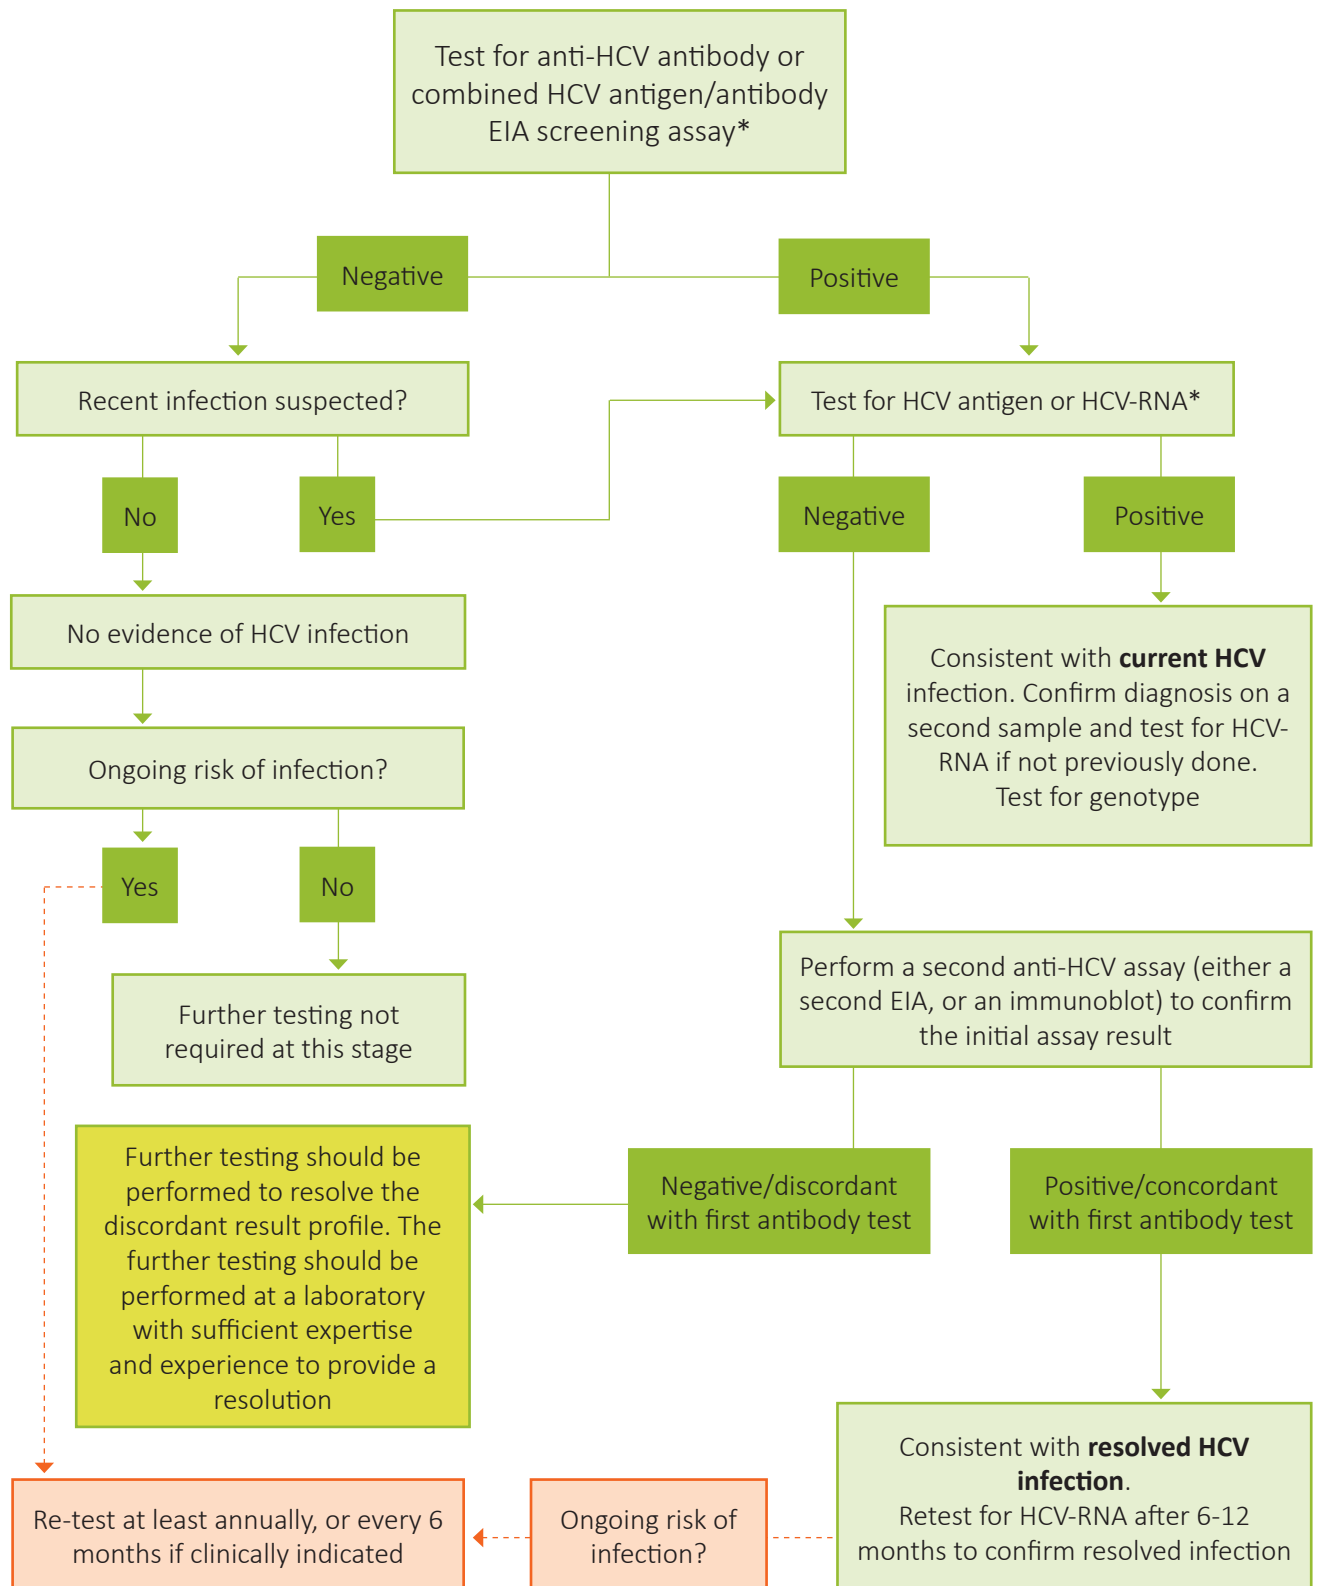 Test for anti-HCV antibody or
combined HCV antigen/antibody
EIA screening assay*
Negative
Positive
Recent infection suspected?
Test for HCV antigen or HCV-RNA*
No
Yes
Negative
Positive
No evidence of HCV infection
Consistent with current HCV
infection. Confirm diagnosis on a
second sample and test for HCV-
RNA if not previously done.
Test for genotype
Ongoing risk of infection?
Yes
No
Further testing not
required at this stage
Perform a second anti-HCV assay (either a
second EIA, or an immunoblot) to confirm
the initial assay result
Further testing should be
performed to resolve the
discordant result profile. The
further testing should be
performed at a laboratory
with sufficient expertise
and experience to provide a
resolution
Negative/discordant
with first antibody test
Positive/concordant
with first antibody test
Re-test at least annually, or every 6
months if clinically indicated
Ongoing risk of
infection?
Consistent with resolved HCV
infection.
Retest for HCV-RNA after 6-12
months to confirm resolved infection